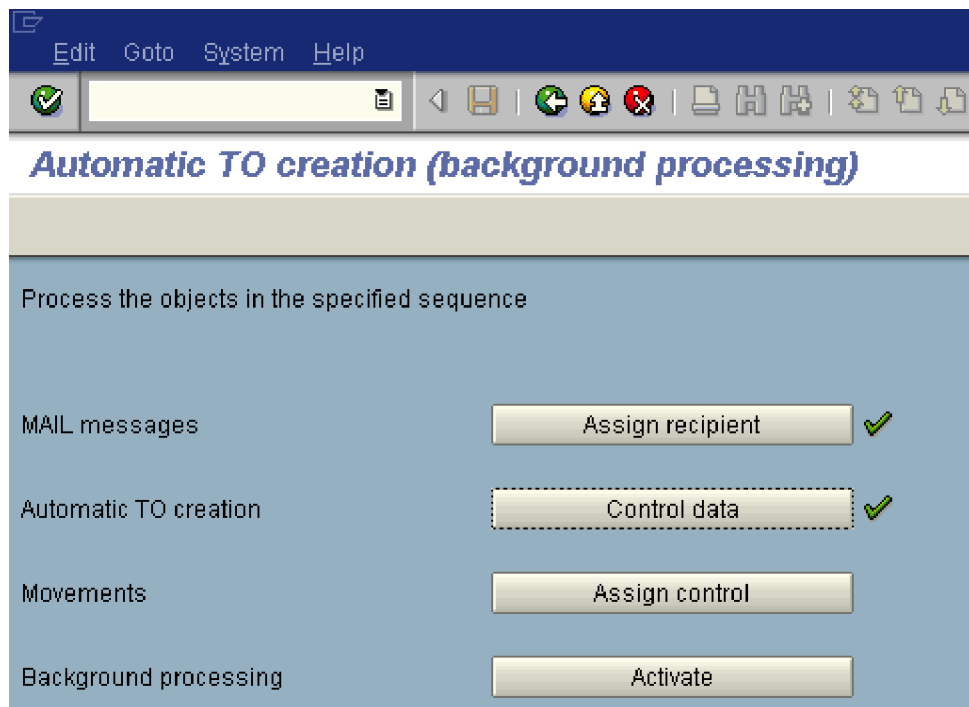 Edit Goto System Help
Automatic TO creation (background processing)
Process the objects in the specified sequence
MAIL messages Assign recipient
Automatic TO creation Control data
Movements Assign control
Background processing Activate